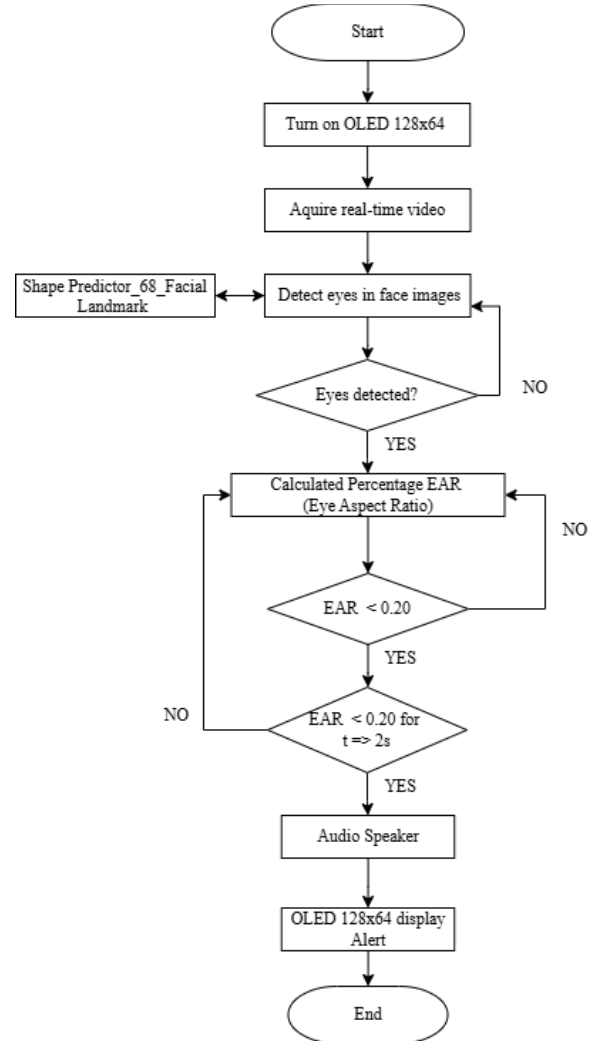 Start
Turn on OLED 128x64
Aquire real-time video
Shape Predictor_68_Facial
Landmark
Detect eyes in face images
Eyes detected?
NO
YES
Calculated Percentage EAR
(Eye Aspect Ratio)
NO
EAR < 0.20
YES
NO
EAR < 0.20 for
t => 2s
YES
Audio Speaker
OLED 128x64 display
Alert
End